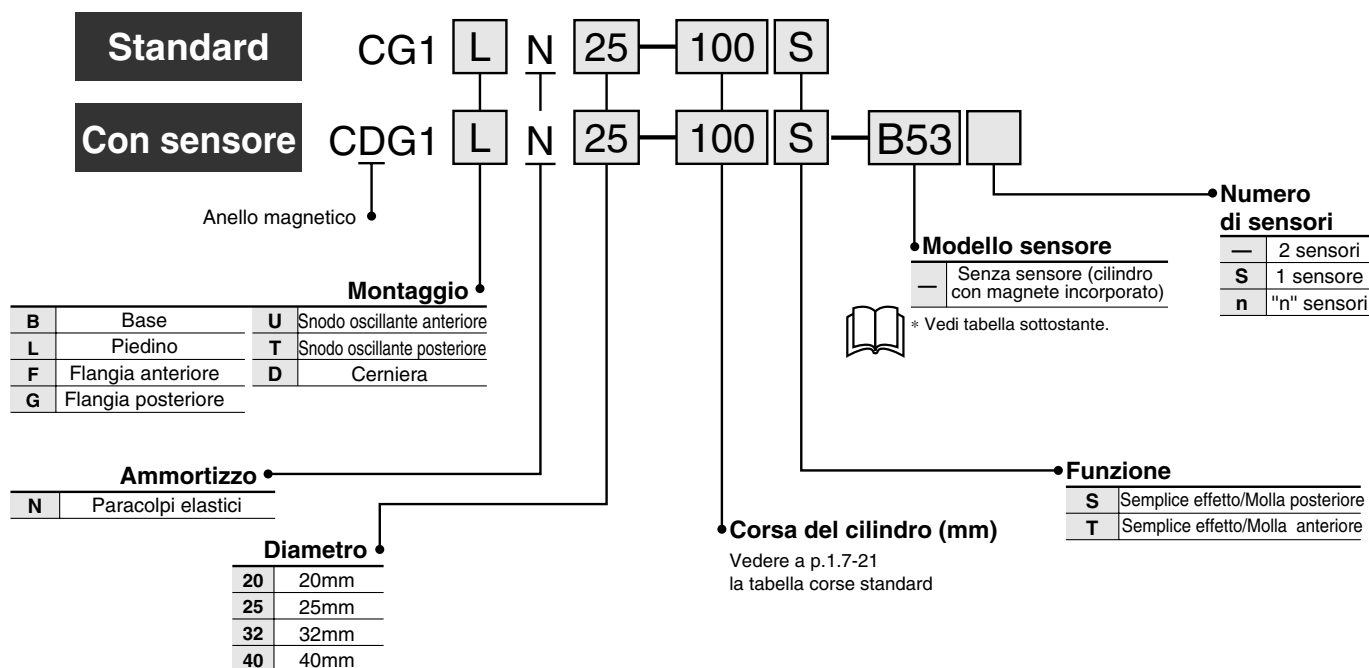 Standard CG1 L N 25 — 100 S
Con sensore CDG1 L N 25 — 100 S — B53
Anello magnetico
Numero
di sensori
— 2 sensori
S 1 sensore
n "n" sensori
Modello sensore
— Senza sensore (cilindro
con magnete incorporato)
* Vedi tabella sottostante.
Montaggio
B Base U Snodo oscillante anteriore
L Piedino T Snodo oscillante posteriore
F Flangia anteriore D Cerniera
G Flangia posteriore
Ammortizzo
N Paracolpi elastici
Funzione
S Semplice effetto/Molla posteriore
T Semplice effetto/Molla anteriore
Corsa del cilindro (mm)
Vedere a p.1.7-21
la tabella corse standard
Diametro
20 20mm
25 25mm
32 32mm
40 40mm